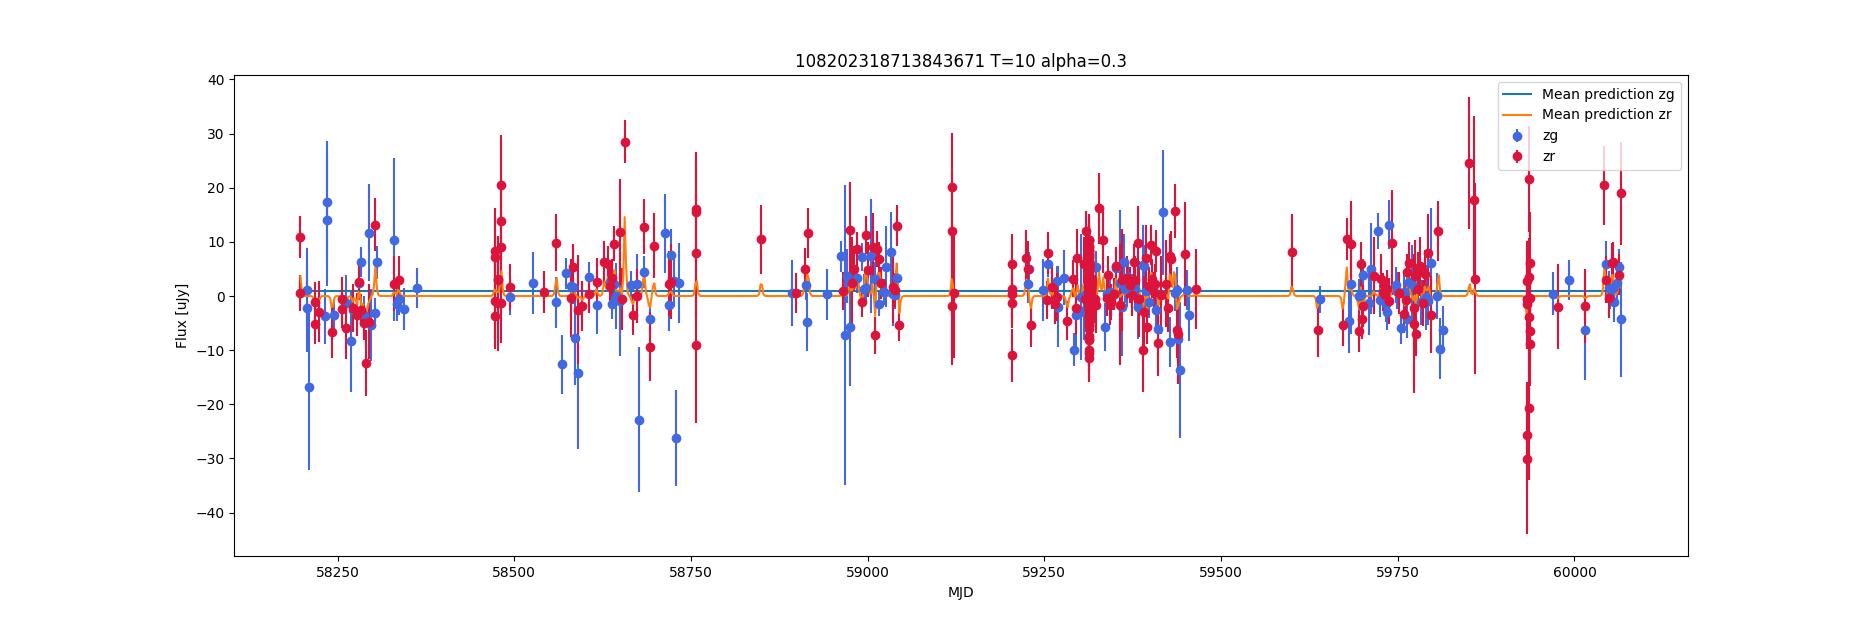 108202318713843671 T=10 alpha=0.3
Flux [uJy]
40
30
20
10
0
−10
−20
−30
−40
Mean prediction zg
Mean prediction zr
zg
zr
58250 58500 58750 59000 59250 59500 59750 60000
MJD